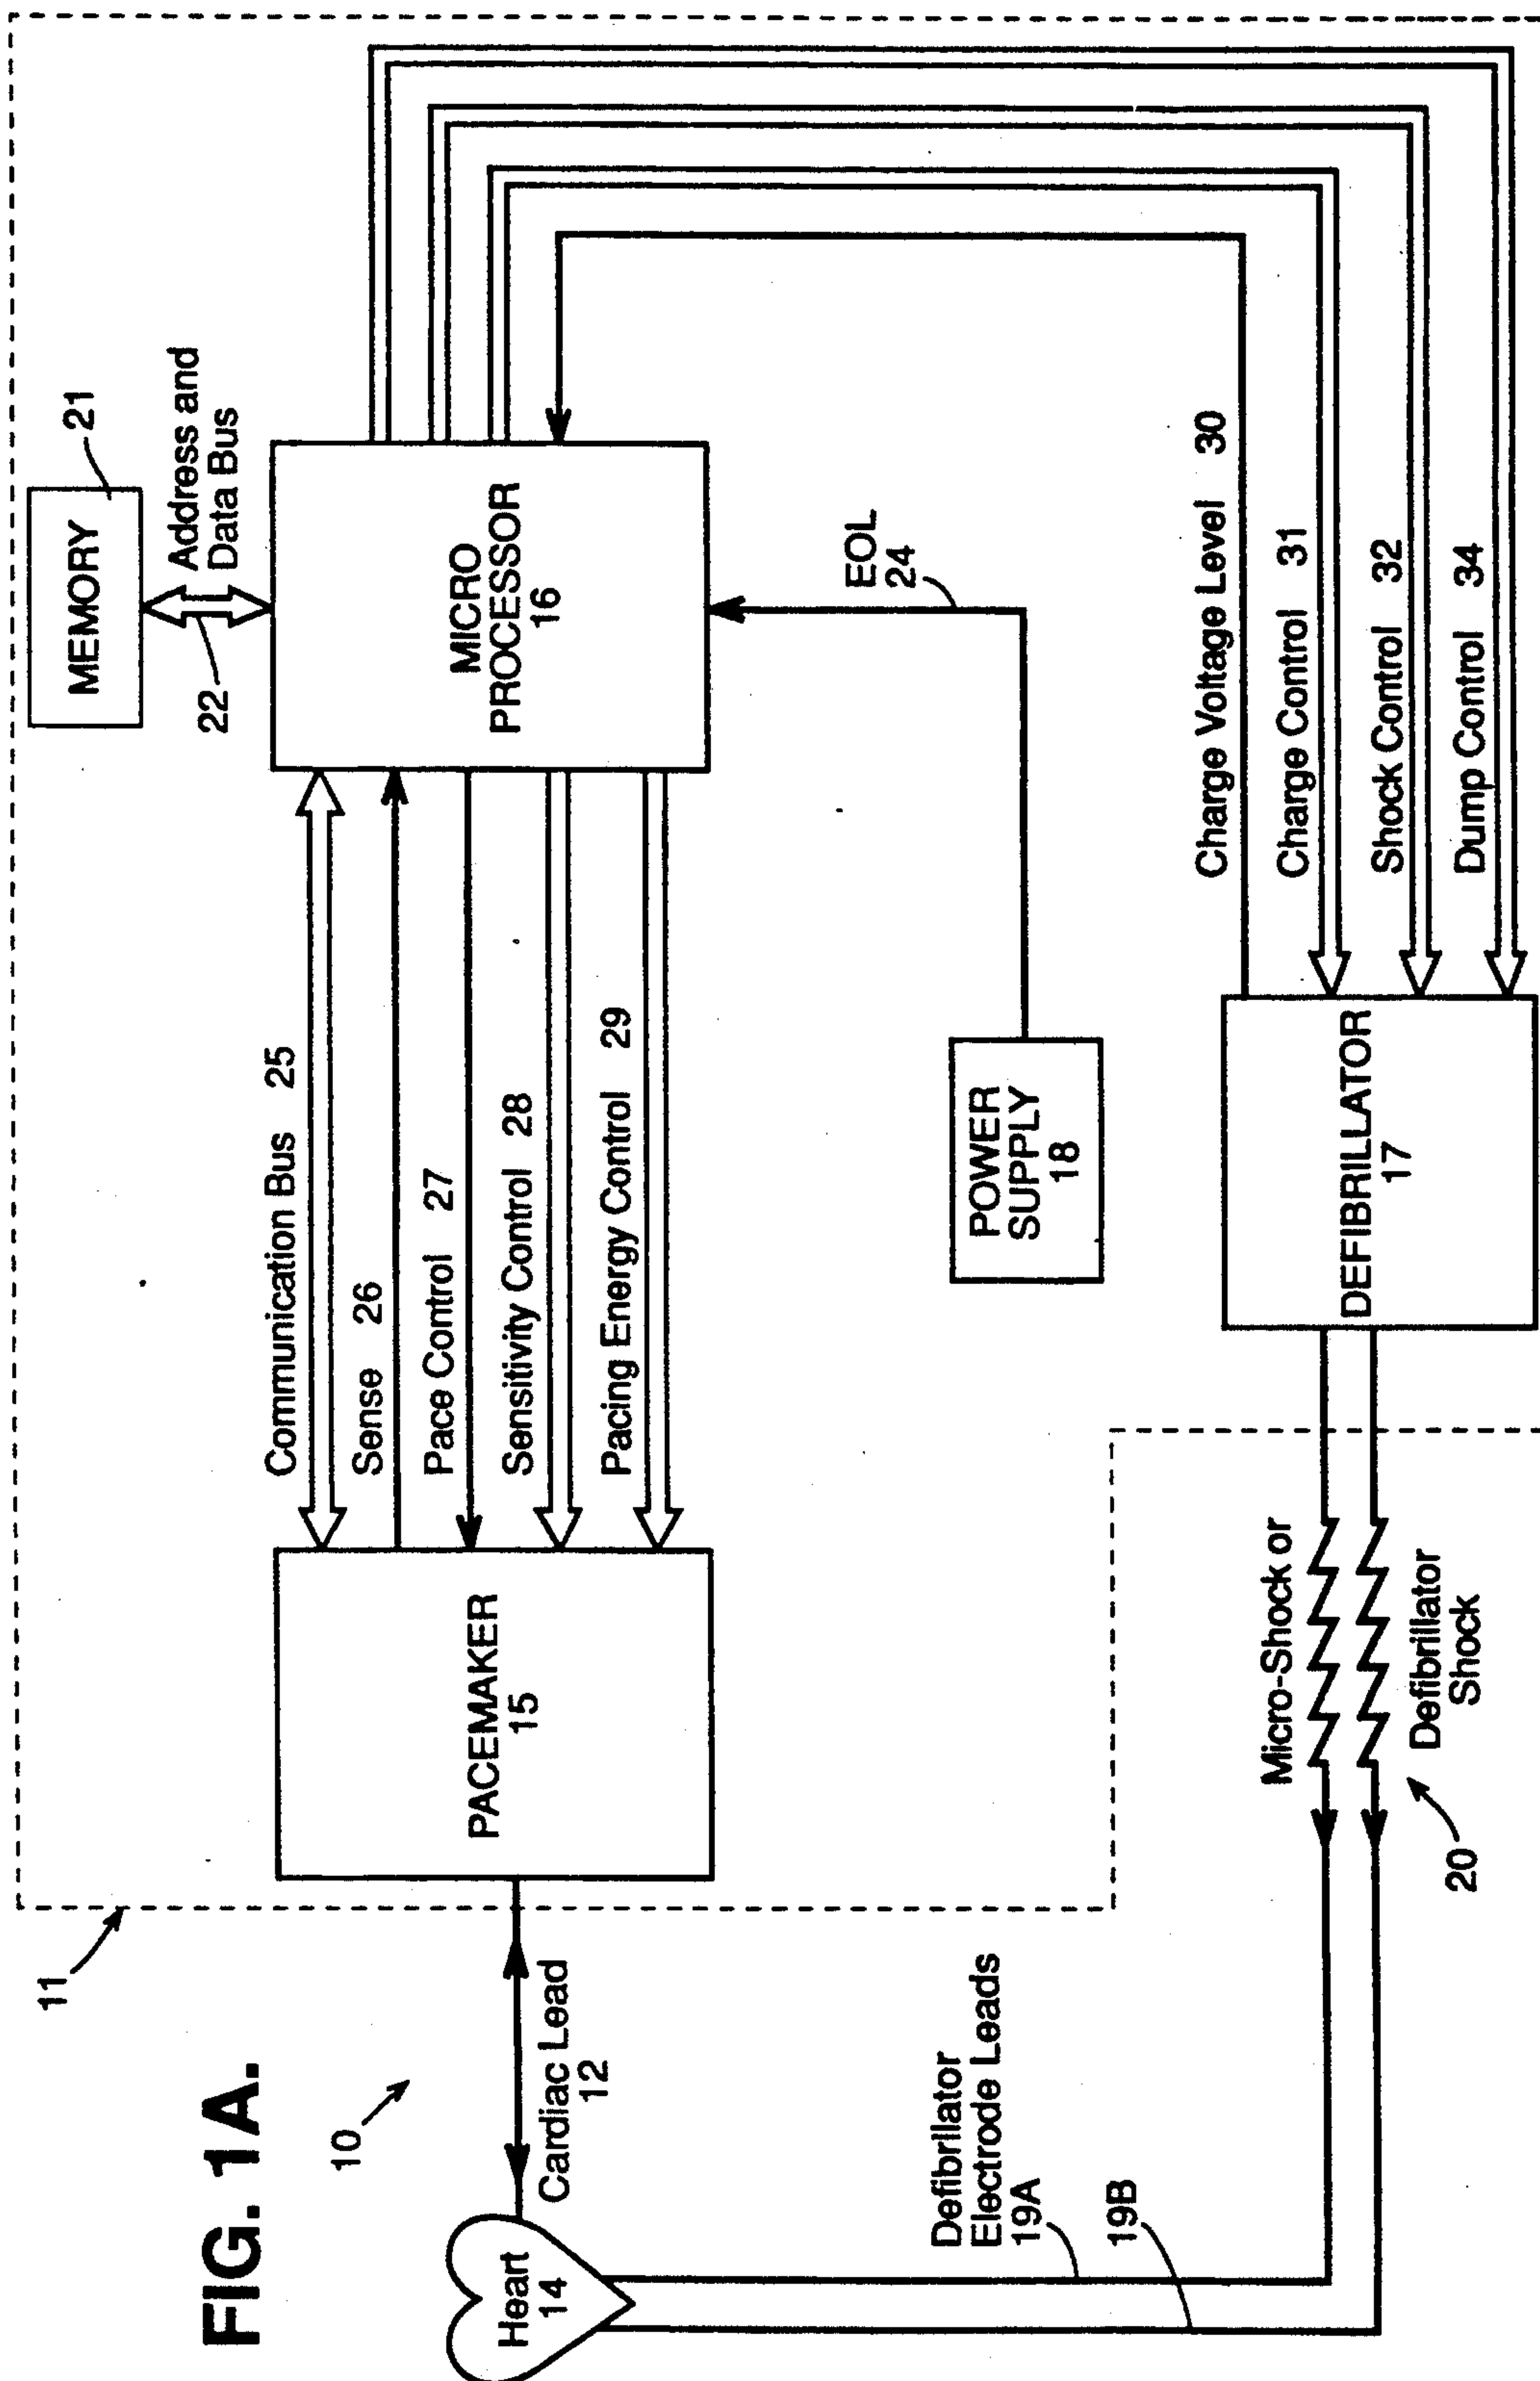 FIG. 1A.
10
11
Heart
14
Cardiac Lead
12
PACEMAKER
15
Communication Bus 25
Sense 26
Pace Control 27
Sensitivity Control 28
Pacing Energy Control 29
MEMORY
21
22
Address and
Data Bus
MICRO
PROCESSOR
16
EOL
24
POWER
SUPPLY
18
Charge Voltage Level 30
Charge Control 31
Shock Control 32
Dump Control 34
DEFIBRILLATOR
17
Micro-Shock or
Defibrillator
Shock
20
Defibrillator
Electrode Leads
19A
19B